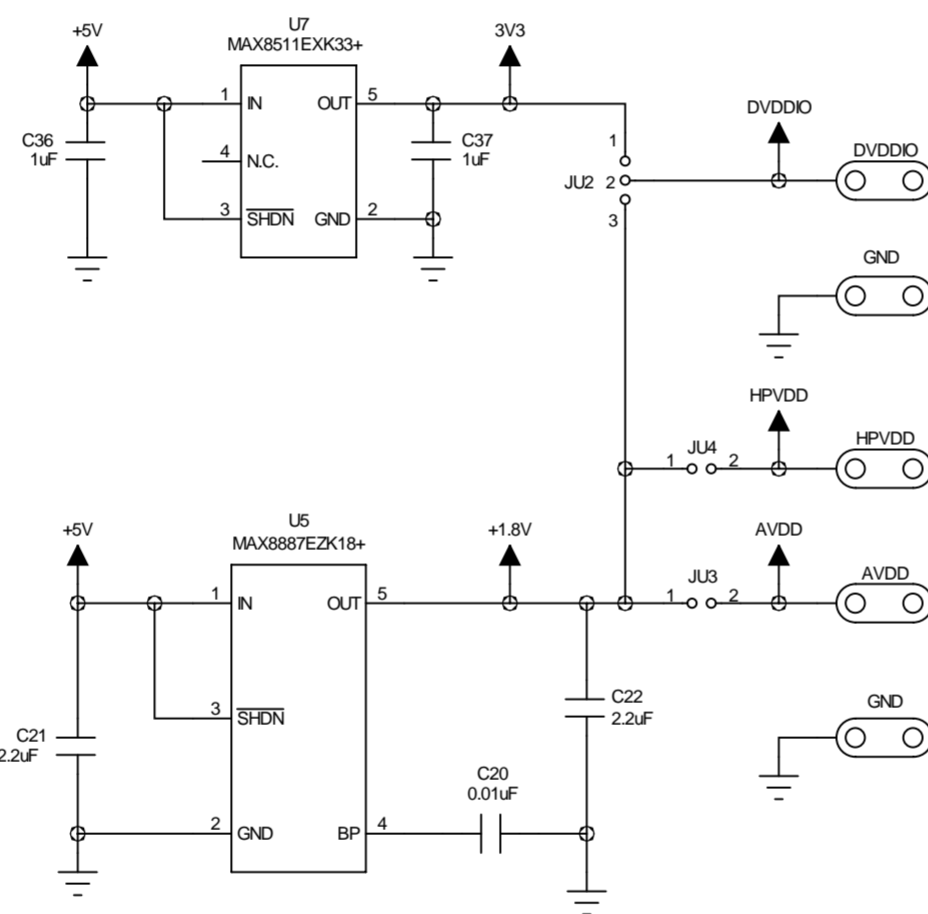 +5V
U7
MAX8511EXK33+
3V3
1
IN
OUT
5
C36
1uF
4
N.C.
C37
1uF
3
SHDN
GND
2
1
JU2
2
3
DVDDIO
DVDDIO
GND
HPVDD
JU4
1
2
HPVDD
+5V
U5
MAX8887EZK18+
+1.8V
AVDD
1
IN
OUT
5
JU3
1
2
AVDD
3
SHDN
C21
2.2uF
C22
2.2uF
GND
C20
0.01uF
2
GND
BP
4